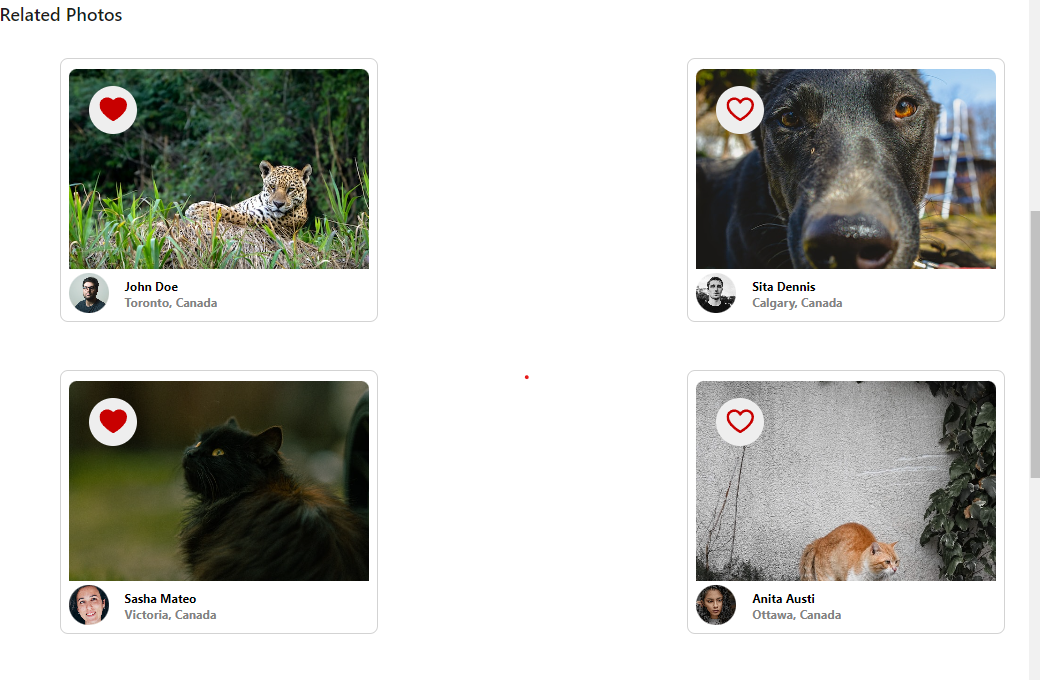 Related Photos
John Doe
Toronto, Canada
Sita Dennis
Calgary, Canada
Sasha Mateo
Victoria, Canada
Anita Austi
Ottawa, Canada